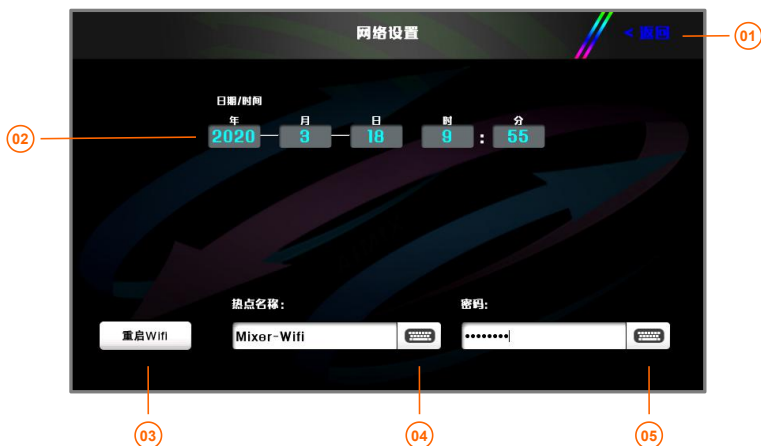 网络设置
< 返回
01
日期/时间
年 月 日 时 分
02
2020 — 3 — 18 9 : 55
热点名称: 密码:
重启Wifi Mixer-Wifi ••••••••
03 04 05